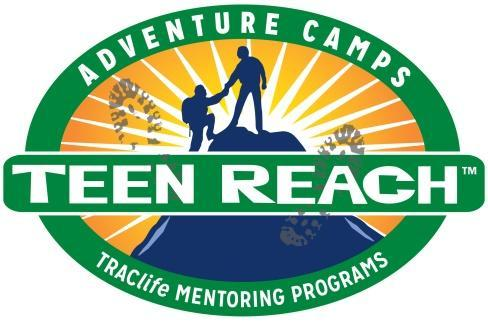 ADVENTURE CAMPS
TEEN REACH™
TRAClife MENTORING PROGRAMS